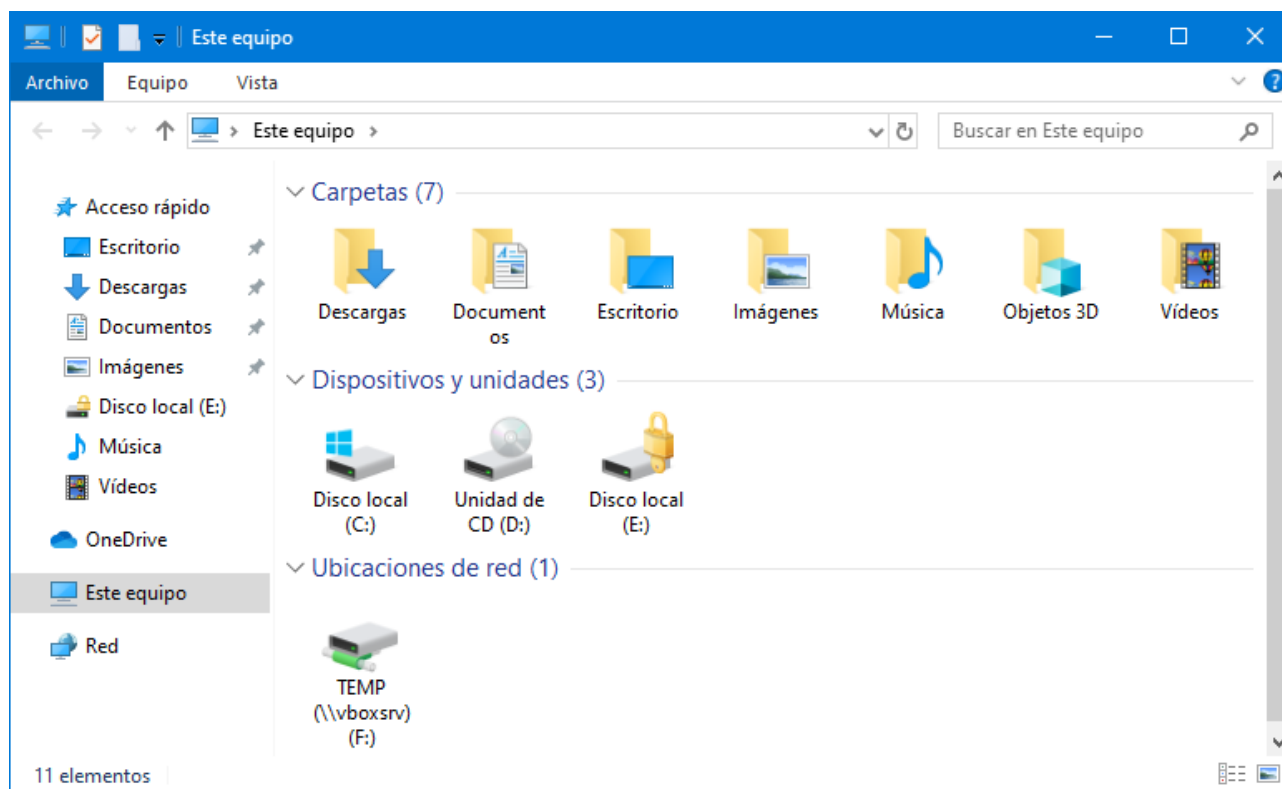 Este equipo
Archivo Equipo Vista ?
Este equipo Buscar en Este equipo
Acceso rápido
Escritorio
Descargas
Documentos
Imágenes
Disco local (E:)
Música
Vídeos
OneDrive
Este equipo
Red
Carpetas (7)
Descargas
Document
os
Escritorio
Imágenes
Música
Objetos 3D
Vídeos
Dispositivos y unidades (3)
Disco local
(C:)
Unidad de
CD (D:)
Disco local
(E:)
Ubicaciones de red (1)
TEMP
(\\vboxsrv)
(F:)
11 elementos